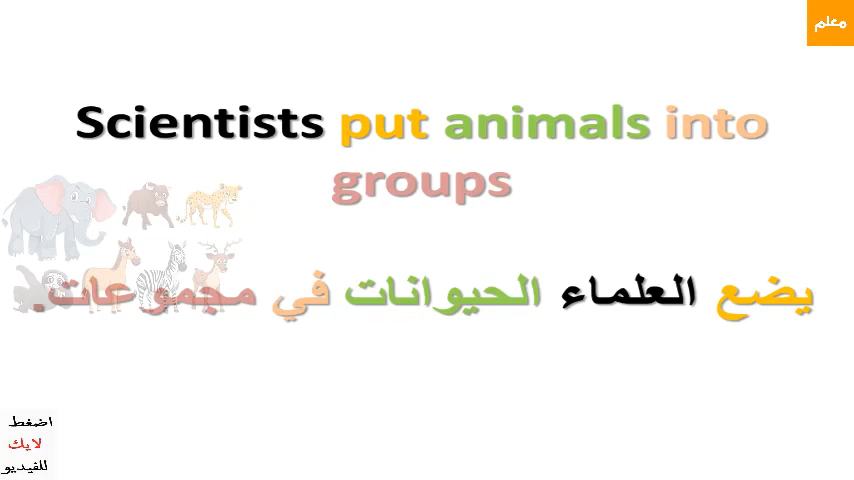 معلم
Scientists put animals into
groups
يضع العلماء الحيوانات في مجموعات.
اضغط
لايك
للفيديو